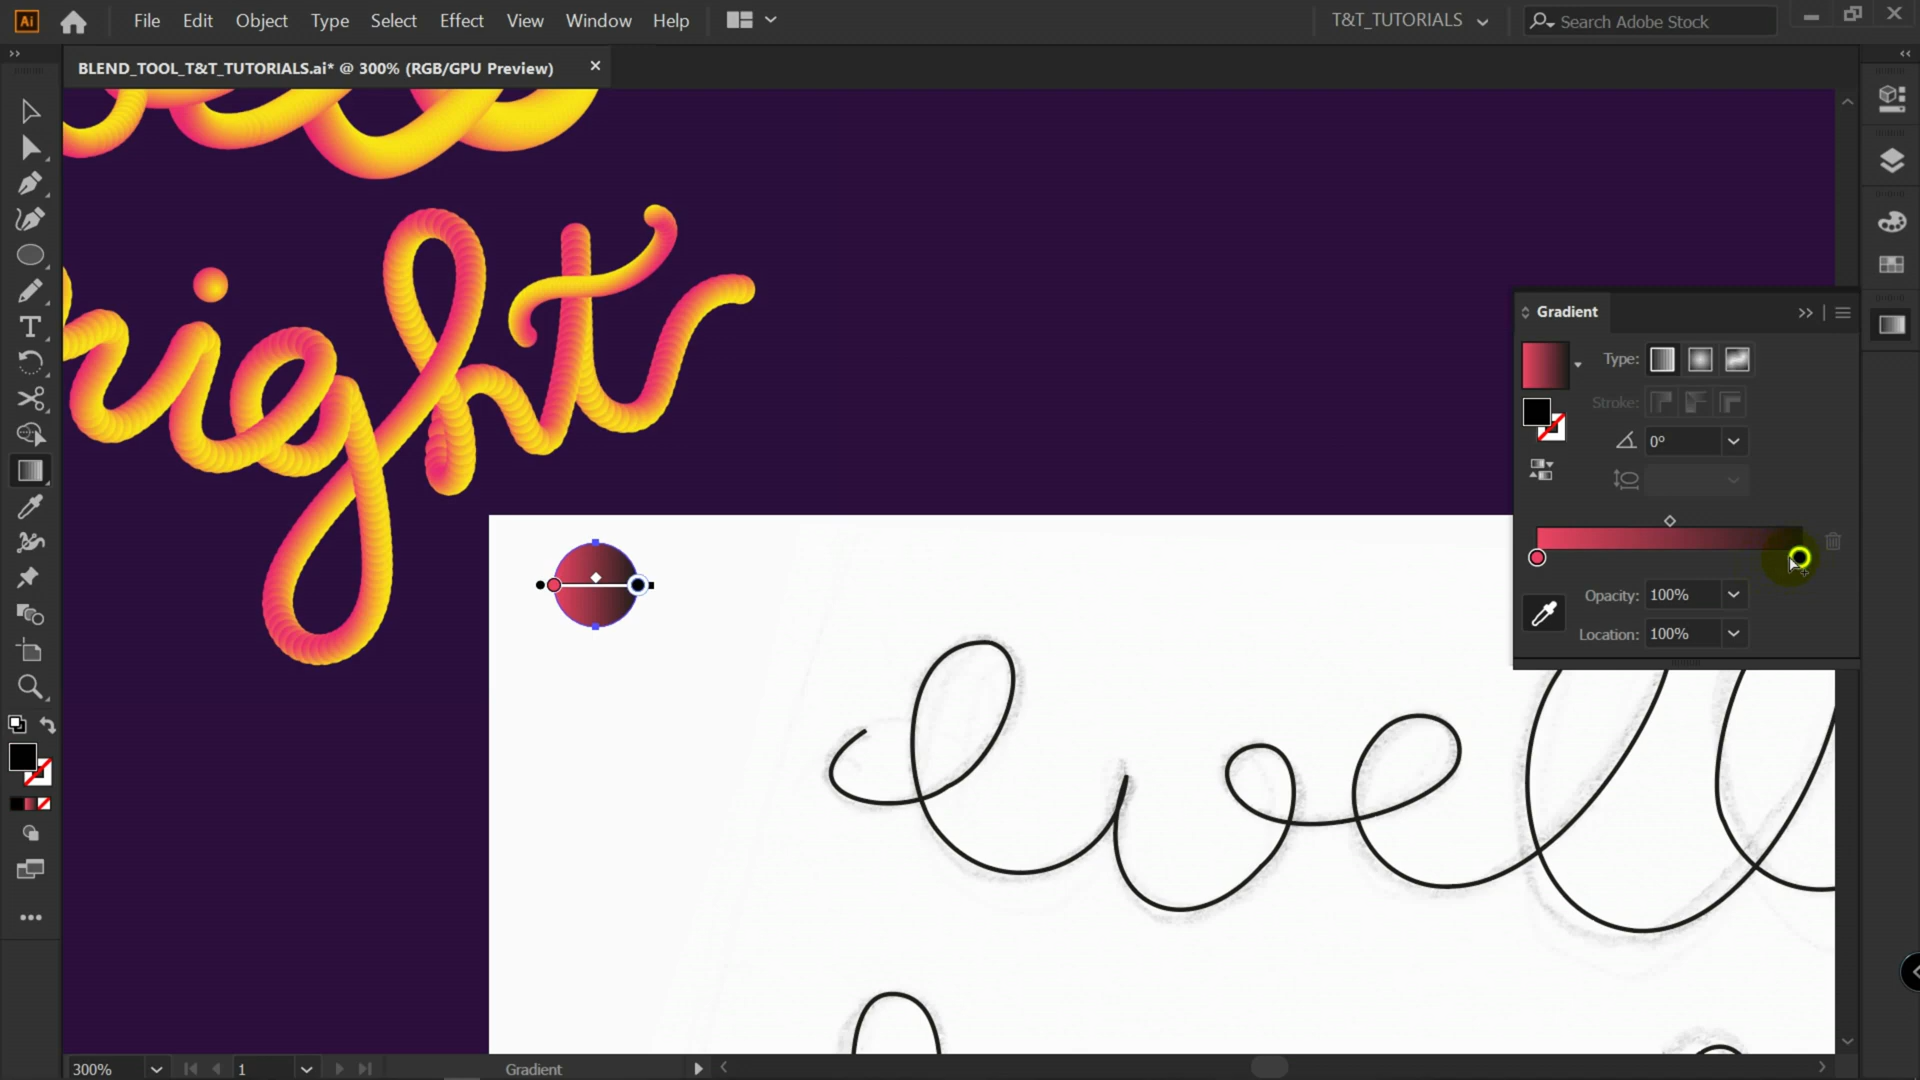 Ai File Edit Object Type Select Effect View Window Help T&T_TUTORIALS Search Adobe Stock
BLEND_TOOL_T&T_TUTORIALS.ai* @ 300% (RGB/GPU Preview) ×
ight
Gradient
Type:
Stroke:
0°
Opacity: 100%
Location: 100%
well
300% 1 Gradient